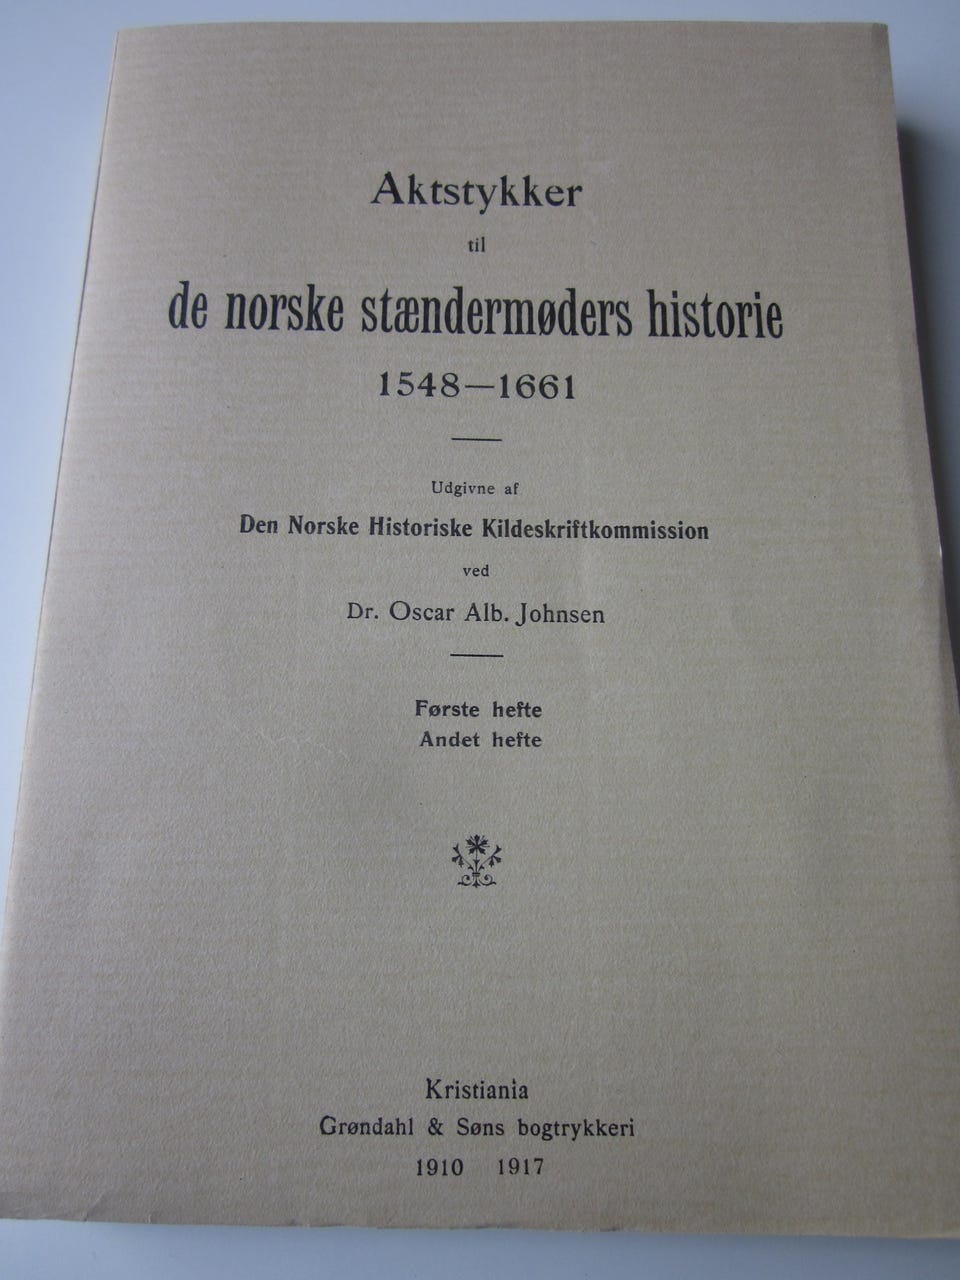 Aktstykker
til
de norske stændermøders historie
1548—1661
Udgivne af
Den Norske Historiske Kildeskriftkommission
ved
Dr. Oscar Alb. Johnsen
Første hefte
Andet hefte
Kristiania
Grøndahl & Søns bogtrykkeri
1910 1917